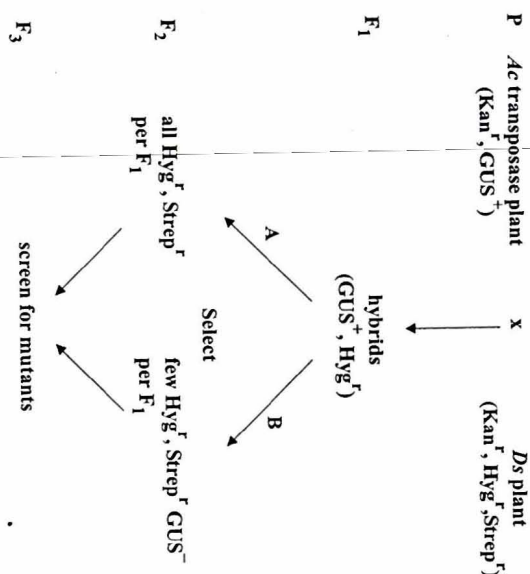 P
Ac transposase plant
(Kanʳ, GUS⁺)
x
Ds plant
(Kanʳ, Hygʳ,Strepʳ)
F₁
hybrids
(GUS⁺, Hygʳ)
A
B
Select
F₂
all Hygʳ, Strepʳ
per F₁
few Hygʳ, Strepʳ GUS⁻
per F₁
F₃
screen for mutants